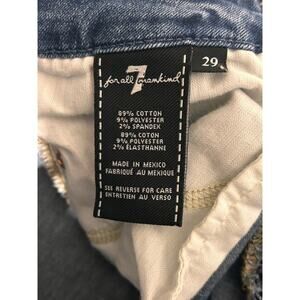 7
for all mankind
29
89% COTTON
9% POLYESTER
2% SPANDEX
89% COTON
9% POLYESTER
2% ÉLASTHANNE
MADE IN MEXICO
FABRIQUÉ AU MEXIQUE
SEE REVERSE FOR CARE
ENTRETIEN AU VERSO